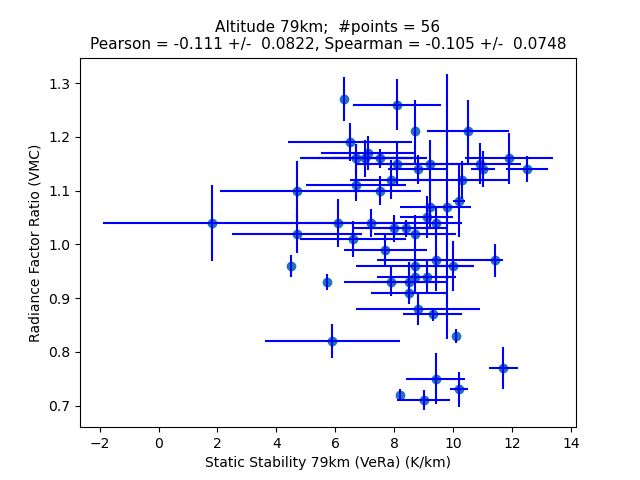 Altitude 79km;  #points = 56
Pearson = -0.111 +/-  0.0822, Spearman = -0.105 +/-  0.0748
Radiance Factor Ratio (VMC)
1.3
1.2
1.1
1.0
0.9
0.8
0.7
−2 0 2 4 6 8 10 12 14
Static Stability 79km (VeRa) (K/km)